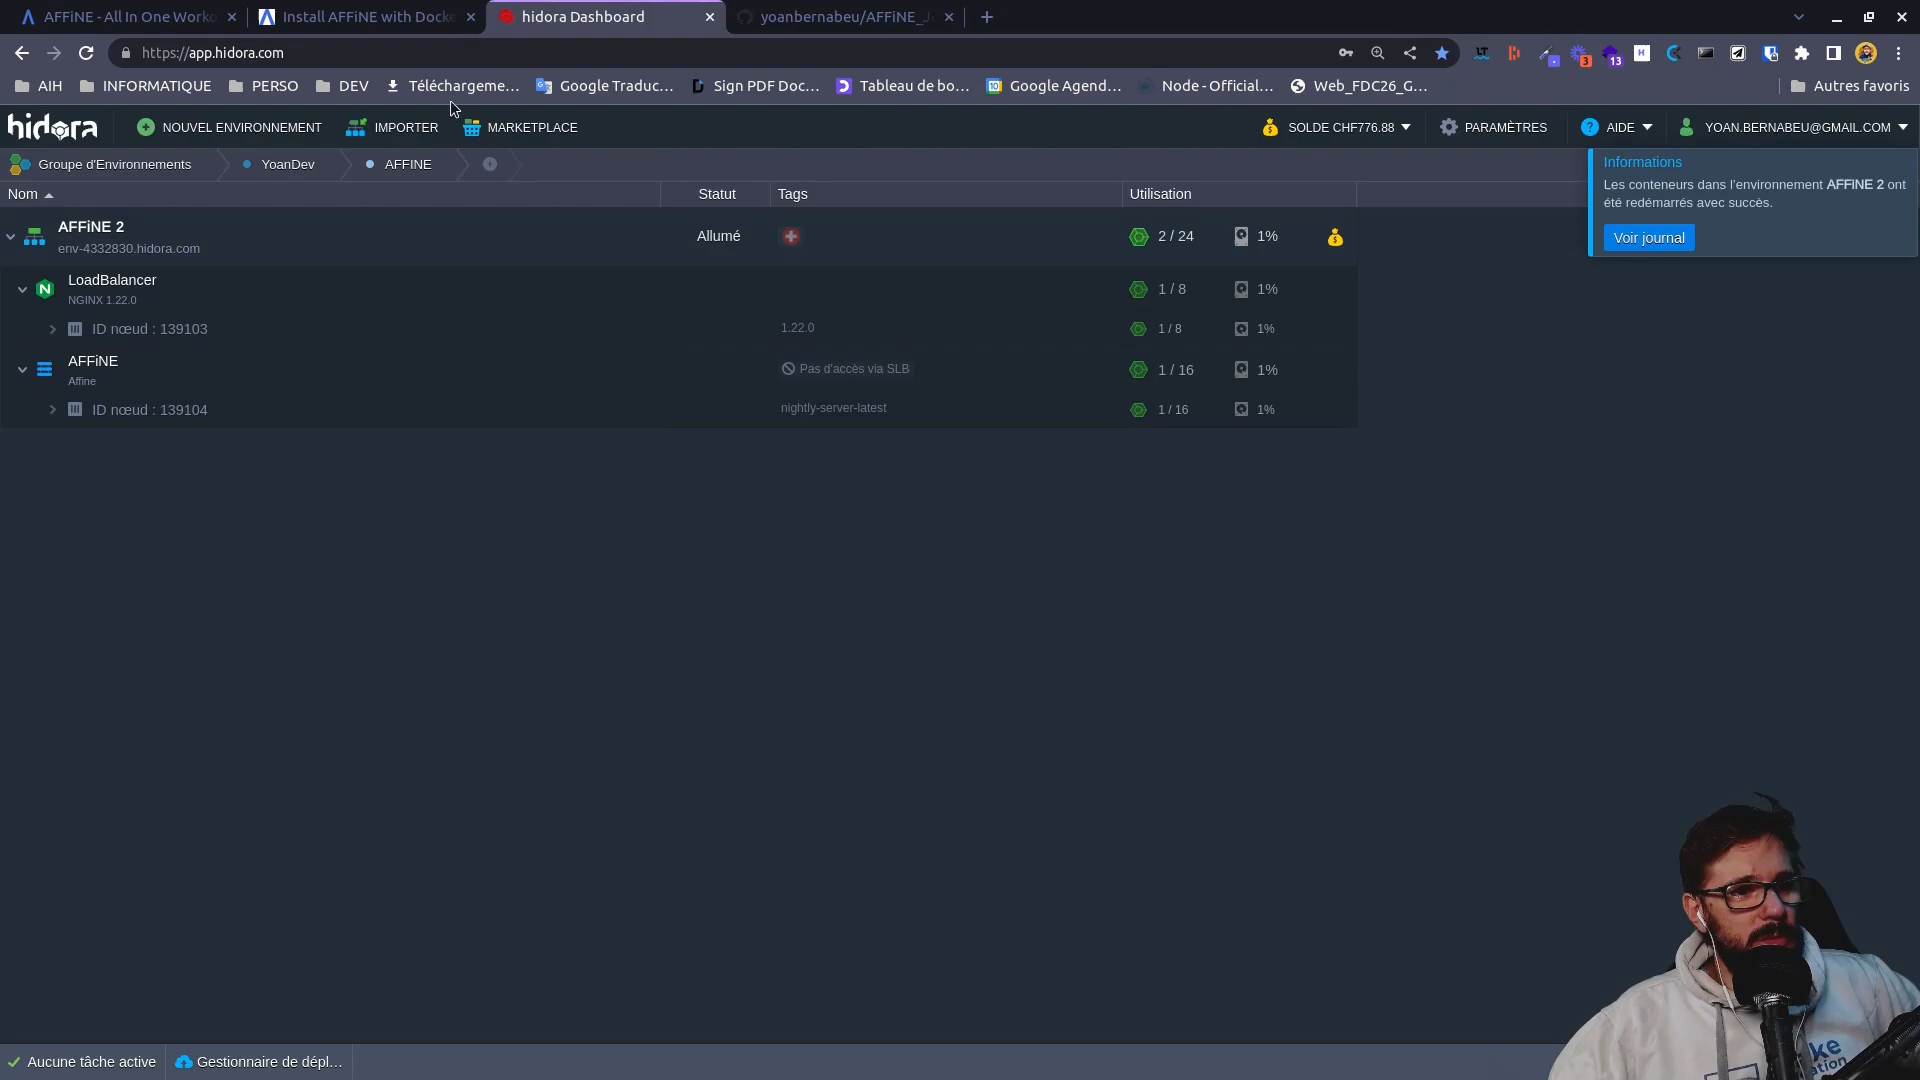 AFFiNE - All In One Worko
Install AFFiNE with Docke
hidora Dashboard
yoanbernabeu/AFFiNE_J
https://app.hidora.com
3
13
AIH
INFORMATIQUE
PERSO
DEV
Téléchargeme...
Google Traduc...
Sign PDF Doc...
Tableau de bo...
Google Agend...
Node - Official...
Web_FDC26_G...
Autres favoris
hidora
NOUVEL ENVIRONNEMENT
IMPORTER
MARKETPLACE
SOLDE CHF776.88
PARAMÈTRES
AIDE
YOAN.BERNABEU@GMAIL.COM
Groupe d'Environnements
YoanDev
AFFINE
Informations
Les conteneurs dans l'environnement AFFINE 2 ont
été redémarrés avec succès.
Voir journal
Nom
Statut
Tags
Utilisation
AFFiNE 2
env-4332830.hidora.com
Allumé
2 / 24
1%
LoadBalancer
NGINX 1.22.0
1 / 8
1%
ID nœud : 139103
1.22.0
1 / 8
1%
AFFiNE
Affine
Pas d'accès via SLB
1 / 16
1%
ID nœud : 139104
nightly-server-latest
1 / 16
1%
Aucune tâche active
Gestionnaire de dépl...